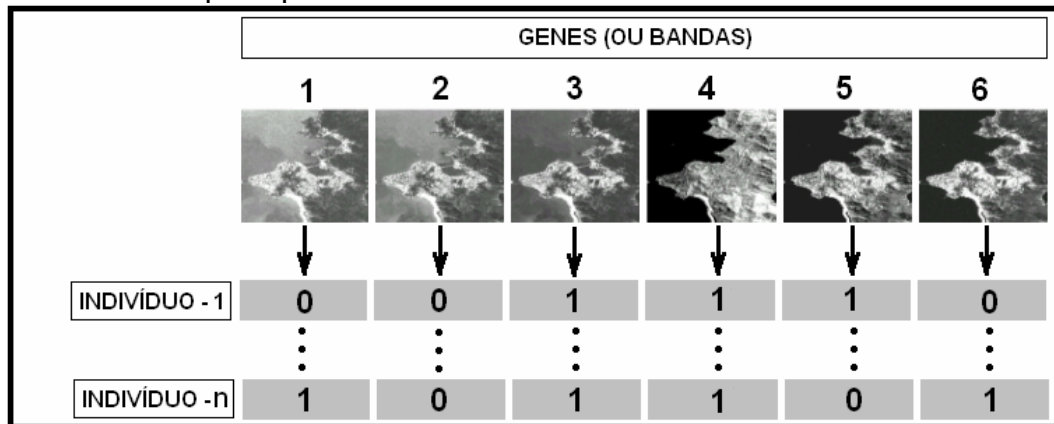 GENES (OU BANDAS)
1 2 3 4 5 6
INDIVÍDUO - 1 0 0 1 1 1 0
INDIVÍDUO -n 1 0 1 1 0 1